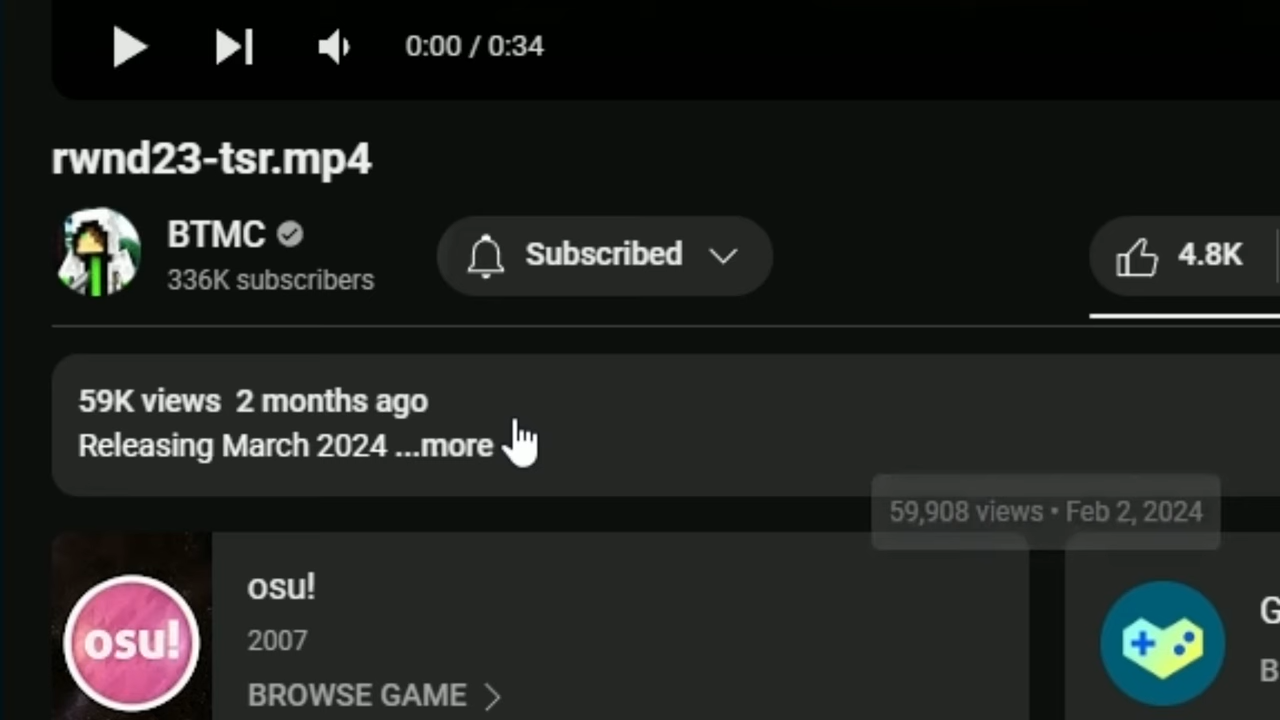 0:00 / 0:34
rwnd23-tsr.mp4
BTMC
336K subscribers
Subscribed
4.8K
59K views 2 months ago
Releasing March 2024 ...more
59,908 views • Feb 2, 2024
osu!
osu!
2007
BROWSE GAME
G
B